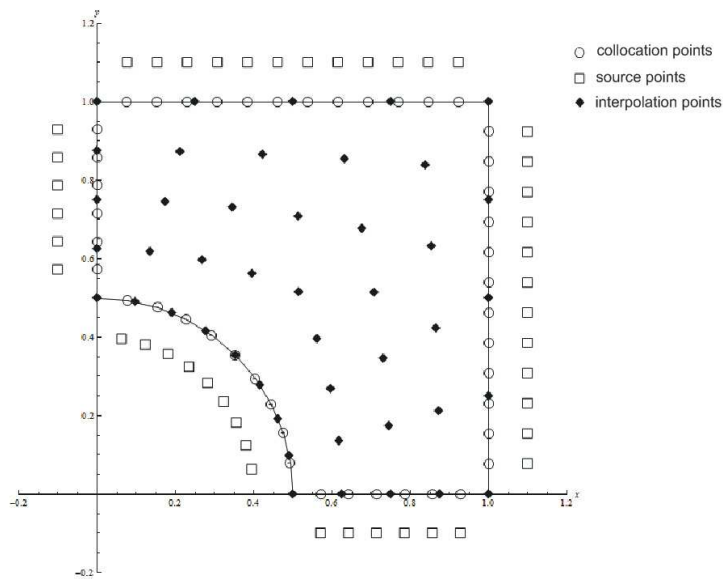 y
1.2
collocation points
source points
1.0
interpolation points
0.8
0.6
0.4
0.2
x
-0.2
0.2
0.4
0.6
0.8
1.0
1.2
-0.2